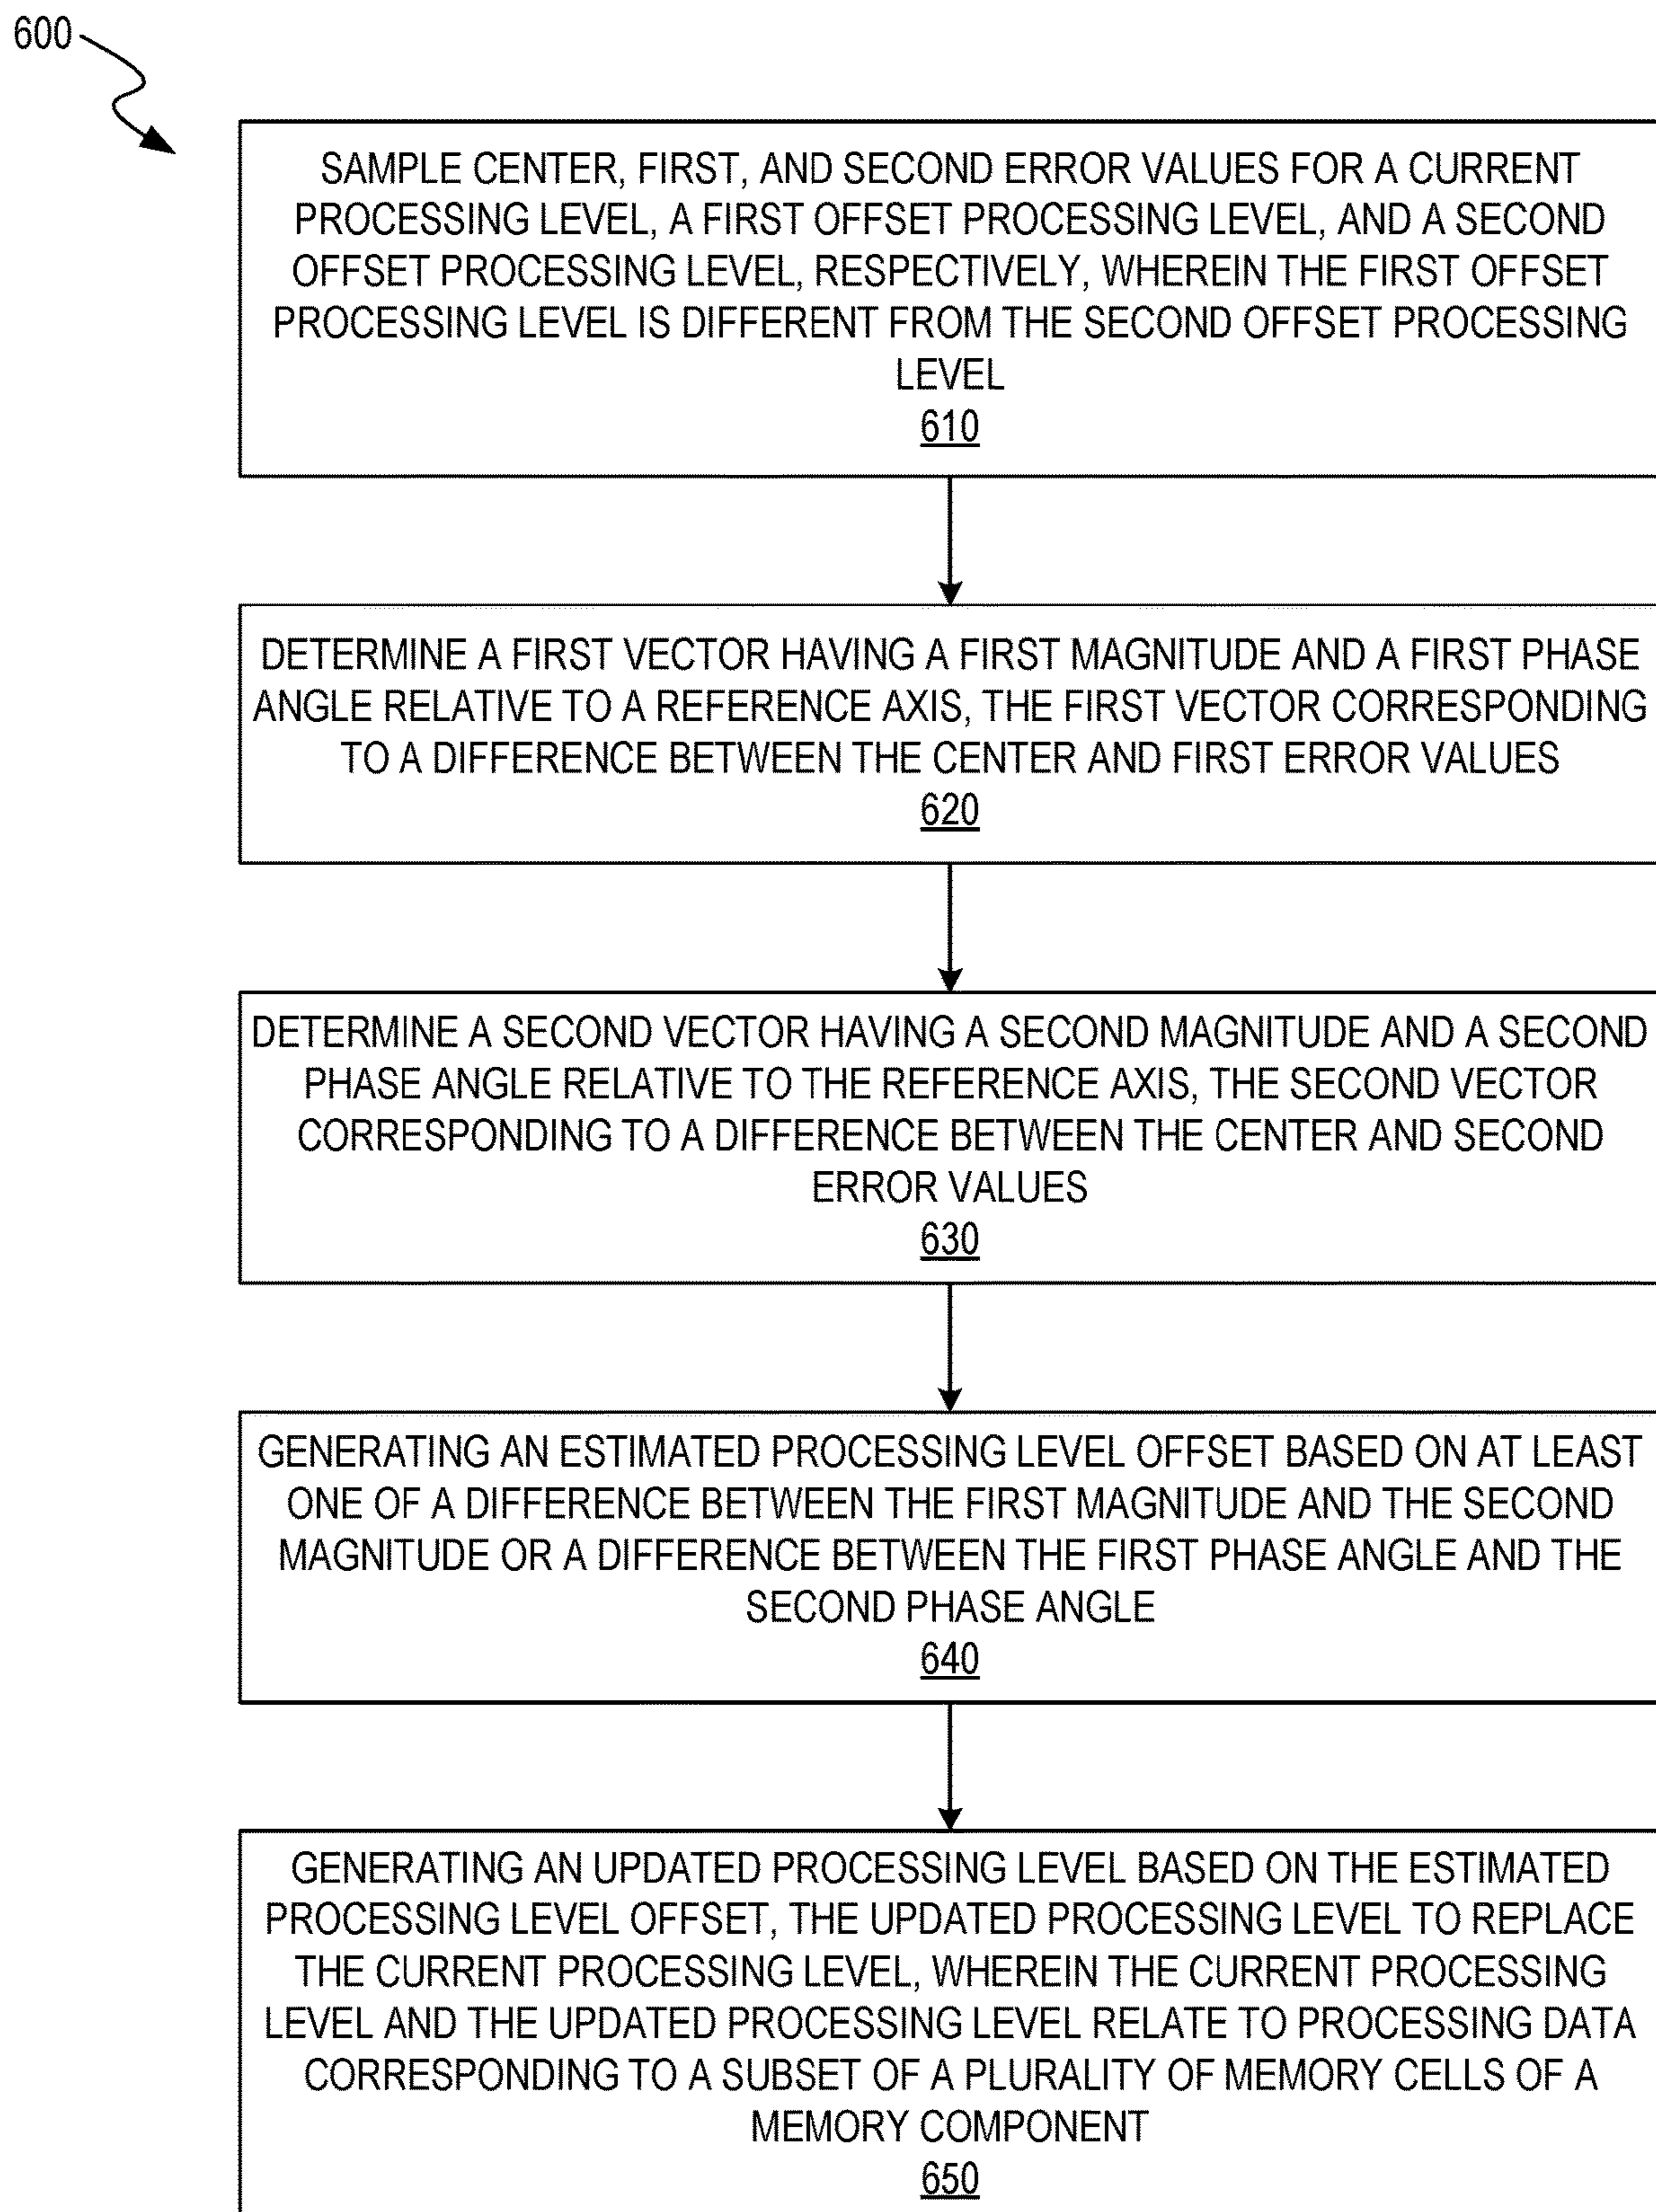 600
SAMPLE CENTER, FIRST, AND SECOND ERROR VALUES FOR A CURRENT
PROCESSING LEVEL, A FIRST OFFSET PROCESSING LEVEL, AND A SECOND
OFFSET PROCESSING LEVEL, RESPECTIVELY, WHEREIN THE FIRST OFFSET
PROCESSING LEVEL IS DIFFERENT FROM THE SECOND OFFSET PROCESSING
LEVEL
610
DETERMINE A FIRST VECTOR HAVING A FIRST MAGNITUDE AND A FIRST PHASE
ANGLE RELATIVE TO A REFERENCE AXIS, THE FIRST VECTOR CORRESPONDING
TO A DIFFERENCE BETWEEN THE CENTER AND FIRST ERROR VALUES
620
DETERMINE A SECOND VECTOR HAVING A SECOND MAGNITUDE AND A SECOND
PHASE ANGLE RELATIVE TO THE REFERENCE AXIS, THE SECOND VECTOR
CORRESPONDING TO A DIFFERENCE BETWEEN THE CENTER AND SECOND
ERROR VALUES
630
GENERATING AN ESTIMATED PROCESSING LEVEL OFFSET BASED ON AT LEAST
ONE OF A DIFFERENCE BETWEEN THE FIRST MAGNITUDE AND THE SECOND
MAGNITUDE OR A DIFFERENCE BETWEEN THE FIRST PHASE ANGLE AND THE
SECOND PHASE ANGLE
640
GENERATING AN UPDATED PROCESSING LEVEL BASED ON THE ESTIMATED
PROCESSING LEVEL OFFSET, THE UPDATED PROCESSING LEVEL TO REPLACE
THE CURRENT PROCESSING LEVEL, WHEREIN THE CURRENT PROCESSING
LEVEL AND THE UPDATED PROCESSING LEVEL RELATE TO PROCESSING DATA
CORRESPONDING TO A SUBSET OF A PLURALITY OF MEMORY CELLS OF A
MEMORY COMPONENT
650